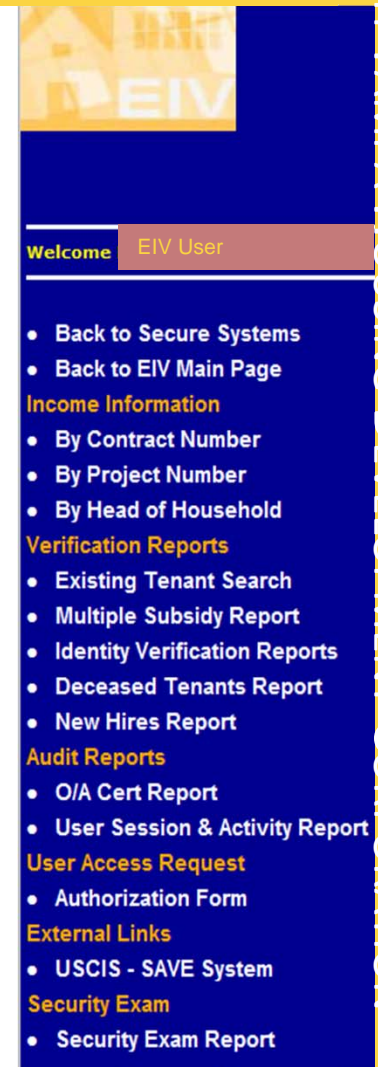 EIV
Welcome EIV User
• Back to Secure Systems
• Back to EIV Main Page
Income Information
• By Contract Number
• By Project Number
• By Head of Household
Verification Reports
• Existing Tenant Search
• Multiple Subsidy Report
• Identity Verification Reports
• Deceased Tenants Report
• New Hires Report
Audit Reports
• O/A Cert Report
• User Session & Activity Report
User Access Request
• Authorization Form
External Links
• USCIS - SAVE System
Security Exam
• Security Exam Report